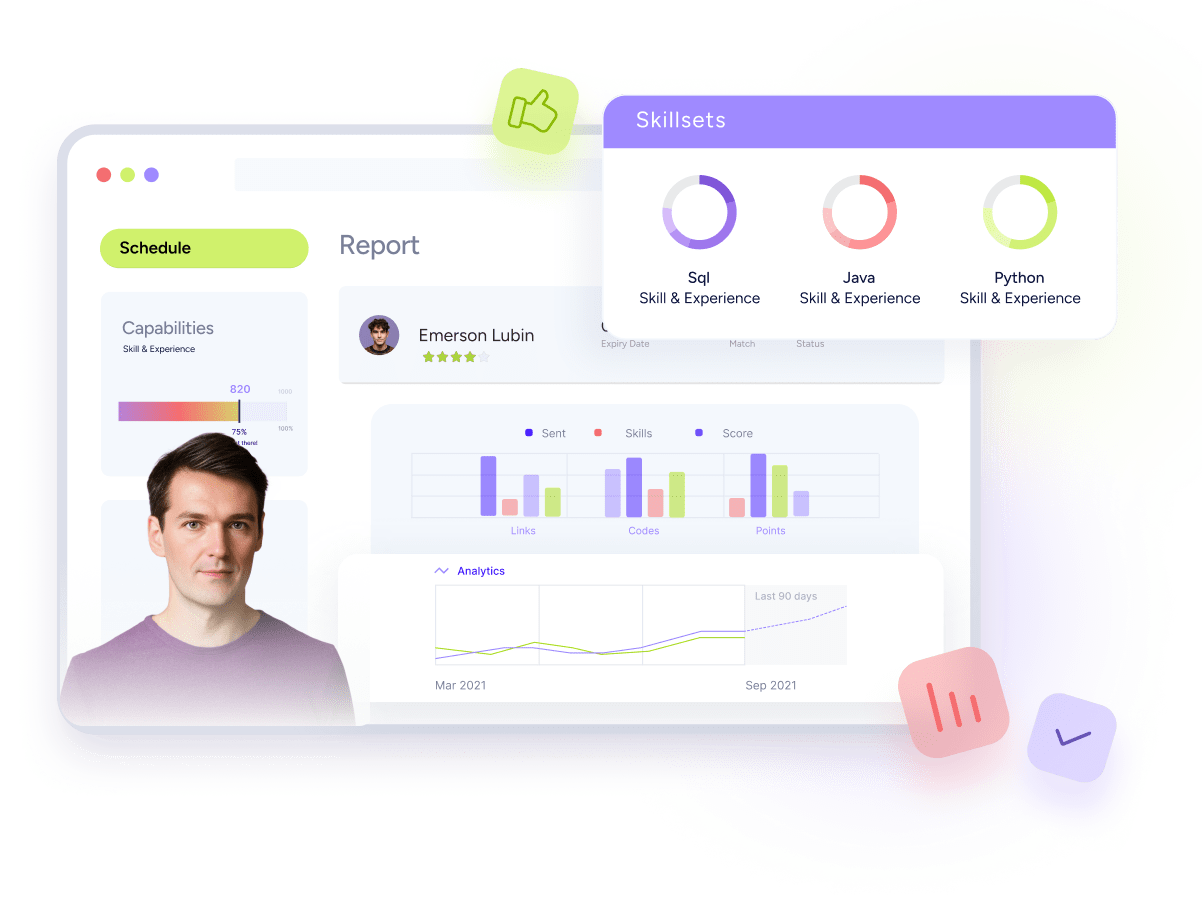 Skillsets
Sql
Skill & Experience
Java
Skill & Experience
Python
Skill & Experience
Schedule
Report
Capabilities
Skill & Experience
820
1000
75%
100%
there!
Emerson Lubin
Expiry Date
Match
Status
Sent
Skills
Score
Links
Codes
Points
Analytics
Last 90 days
Mar 2021
Sep 2021